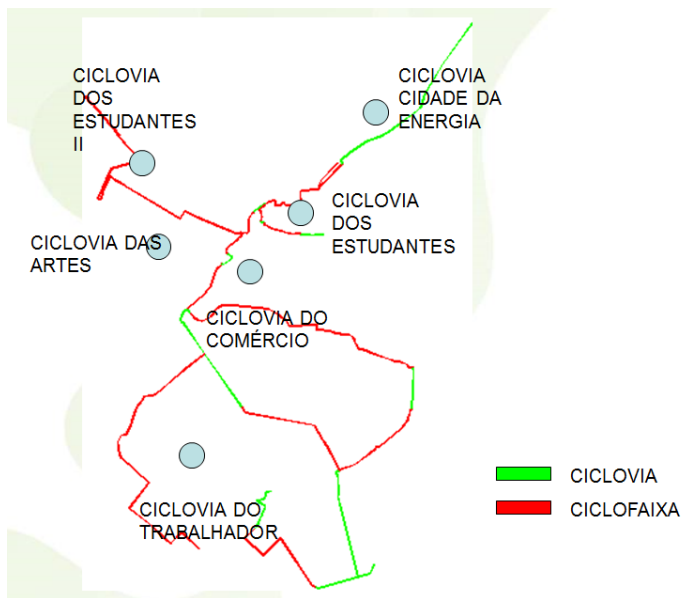 CICLOVIA
DOS
ESTUDANTES
II
CICLOVIA
CIDADE DA
ENERGIA
CICLOVIA
DOS
ESTUDANTES
CICLOVIA DAS
ARTES
CICLOVIA DO
COMÉRCIO
CICLOVIA DO
TRABALHADOR
CICLOVIA
CICLOFAIXA